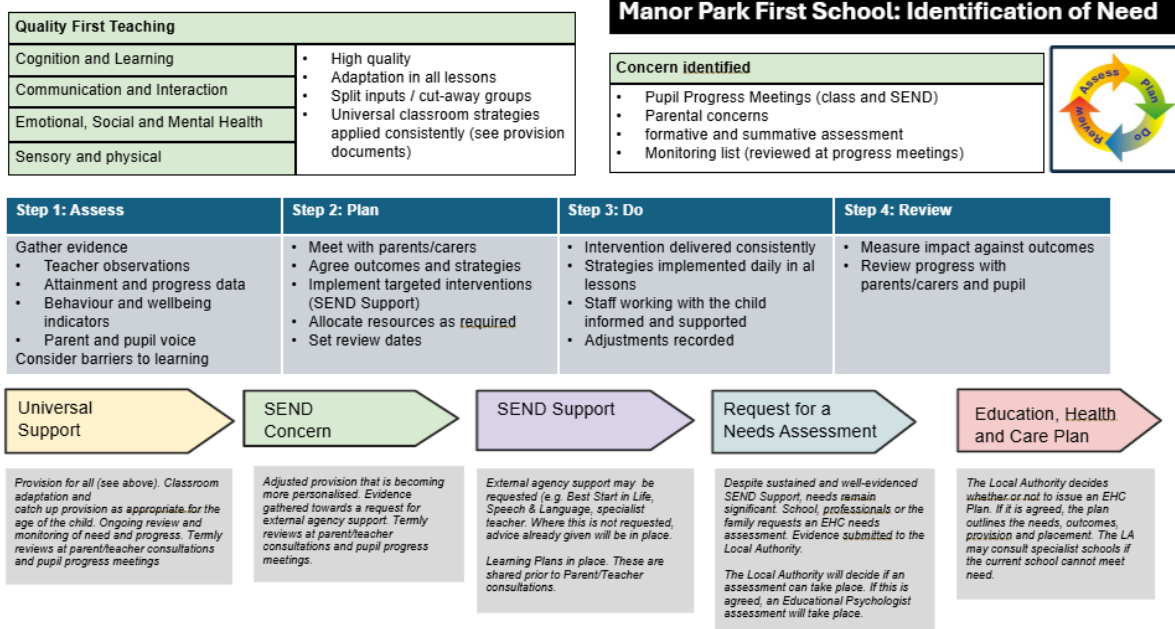 Manor Park First School: Identification of Need
Quality First Teaching
Cognition and Learning
Communication and Interaction
Emotional, Social and Mental Health
Sensory and physical
• High quality
• Adaptation in all lessons
• Split inputs / cut-away groups
• Universal classroom strategies
applied consistently (see provision
documents)
Concern identified
• Pupil Progress Meetings (class and SEND)
• Parental concerns
• formative and summative assessment
• Monitoring list (reviewed at progress meetings)
Assess
Plan
Do
Review
Step 1: Assess
Gather evidence
• Teacher observations
• Attainment and progress data
• Behaviour and wellbeing
indicators
• Parent and pupil voice
Consider barriers to learning
Step 2: Plan
• Meet with parents/carers
• Agree outcomes and strategies
• Implement targeted interventions
(SEND Support)
• Allocate resources as required
• Set review dates
Step 3: Do
• Intervention delivered consistently
• Strategies implemented daily in al
lessons
• Staff working with the child
informed and supported
• Adjustments recorded
Step 4: Review
• Measure impact against outcomes
• Review progress with
parents/carers and pupil
Universal
Support
Provision for all (see above). Classroom
adaptation and
catch up provision as appropriate for the
age of the child. Ongoing review and
monitoring of need and progress. Termly
reviews at parent/teacher consultations
and pupil progress meetings
SEND
Concern
Adjusted provision that is becoming
more personalised. Evidence
gathered towards a request for
external agency support. Termly
reviews at parent/teacher
consultations and pupil progress
meetings.
SEND Support
External agency support may be
requested (e.g. Best Start in Life,
Speech & Language, specialist
teacher. Where this is not requested,
advice already given will be in place.
Learning Plans in place. These are
shared prior to Parent/Teacher
consultations.
Request for a
Needs Assessment
Despite sustained and well-evidenced
SEND Support, needs remain
significant. School, professionals or the
family requests an EHC needs
assessment. Evidence submitted to the
Local Authority.
The Local Authority will decide if an
assessment can take place. If this is
agreed, an Educational Psychologist
assessment will take place.
Education, Health
and Care Plan
The Local Authority decides
whether or not to issue an EHC
Plan. If it is agreed, the plan
outlines the needs, outcomes,
provision and placement. The LA
may consult specialist schools if
the current school cannot meet
need.